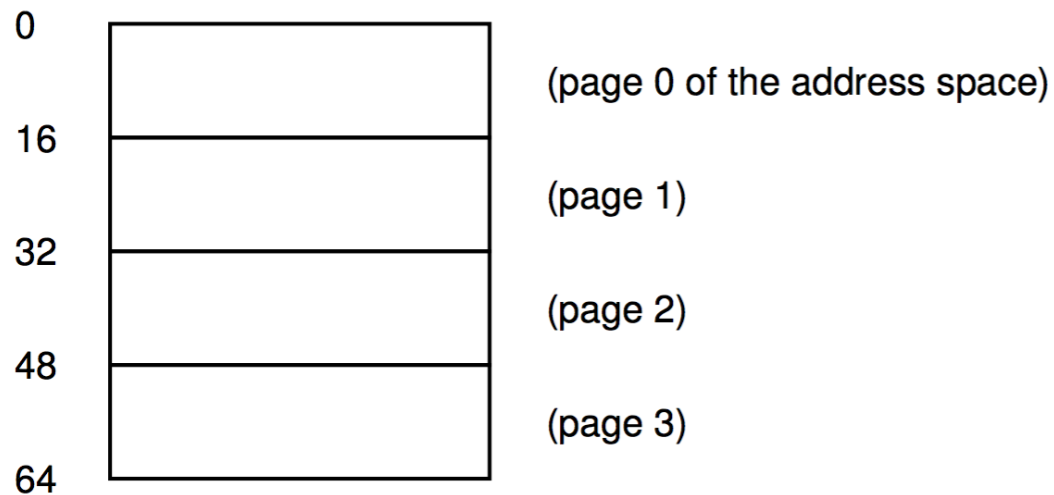 0
(page 0 of the address space)
16
(page 1)
32
(page 2)
48
(page 3)
64